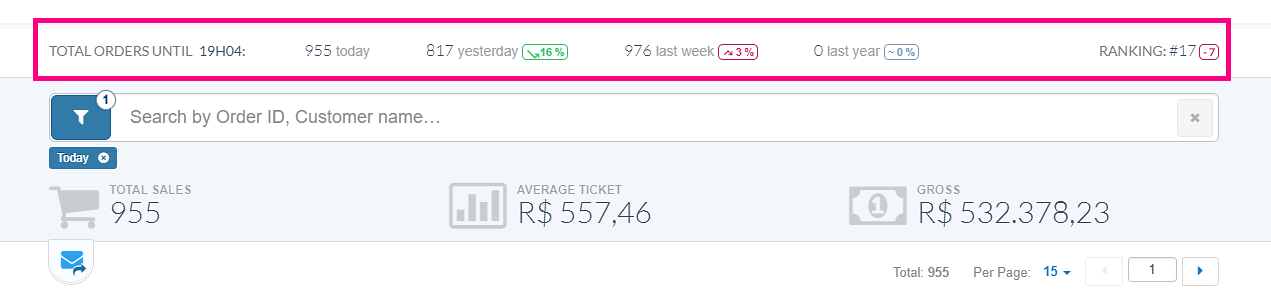 TOTAL ORDERS UNTIL 19H04: 955 today 817 yesterday 16 % 976 last week 3 % 0 last year ~ 0 % RANKING: #17 - 7
1
Search by Order ID, Customer name…
Today
TOTAL SALES AVERAGE TICKET GROSS
955 R$ 557,46 R$ 532.378,23
Total: 955 Per Page: 15 1